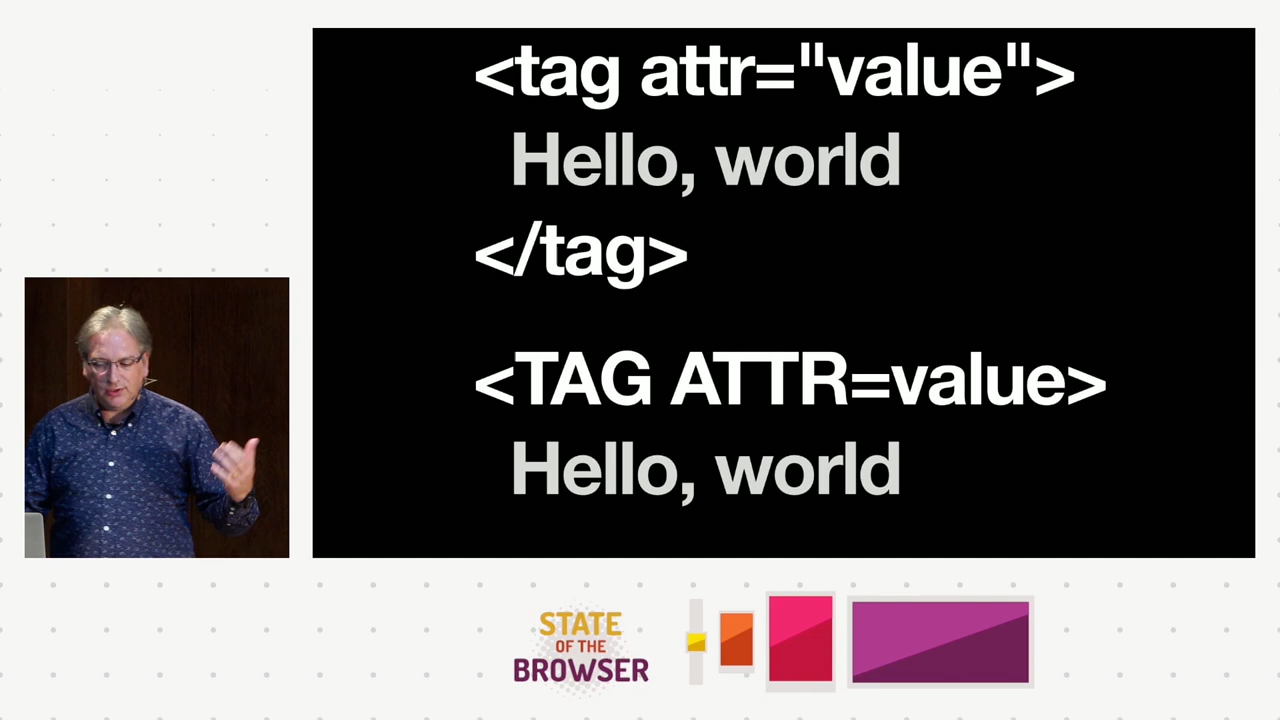 <tag attr="value">
Hello, world
</tag>
<TAG ATTR=value>
Hello, world
STATE
OF THE
BROWSER